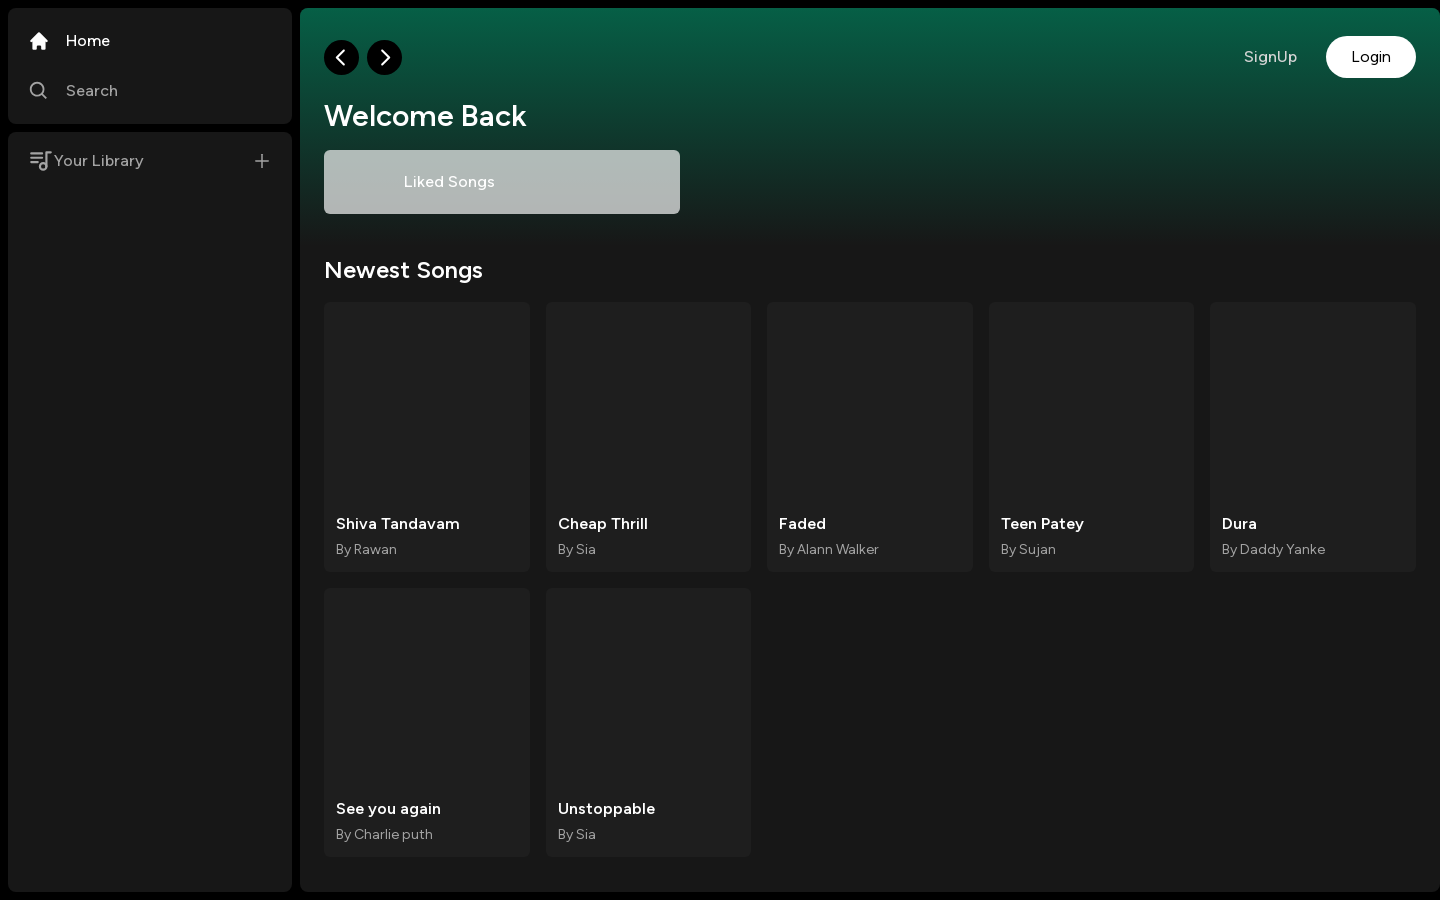 Home
Search
Your Library
SignUp
Login
Welcome Back
Liked Songs
Newest Songs
Shiva Tandavam
By Rawan
Cheap Thrill
By Sia
Faded
By Alann Walker
Teen Patey
By Sujan
Dura
By Daddy Yanke
See you again
By Charlie puth
Unstoppable
By Sia